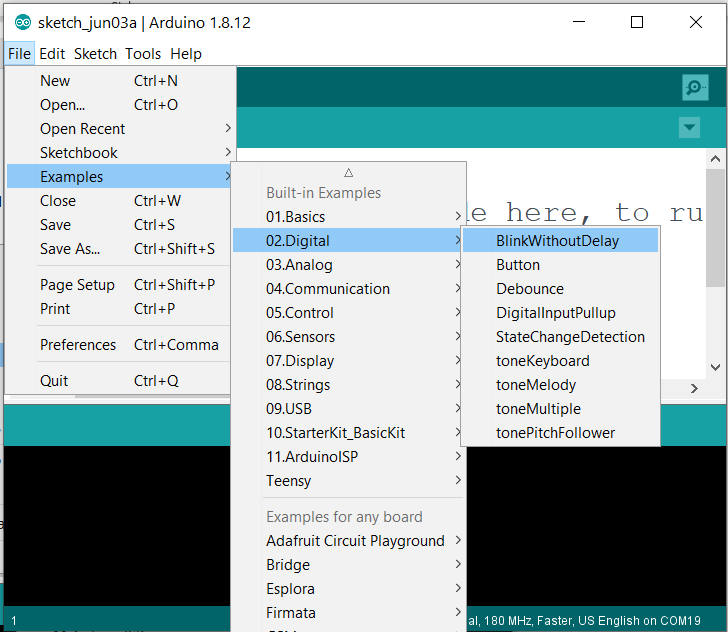 sketch_jun03a | Arduino 1.8.12
File Edit Sketch Tools Help
New Ctrl+N
Open... Ctrl+O
Open Recent
Sketchbook
Examples
Close Ctrl+W
Save Ctrl+S
Save As... Ctrl+Shift+S
Page Setup Ctrl+Shift+P
Print Ctrl+P
Preferences Ctrl+Comma
Quit Ctrl+Q
Built-in Examples
01.Basics
02.Digital
03.Analog
04.Communication
05.Control
06.Sensors
07.Display
08.Strings
09.USB
10.StarterKit_BasicKit
11.ArduinoISP
Teensy
Examples for any board
Adafruit Circuit Playground
Bridge
Esplora
Firmata
here, to ru
BlinkWithoutDelay
Button
Debounce
DigitalInputPullup
StateChangeDetection
toneKeyboard
toneMelody
toneMultiple
tonePitchFollower
1
al, 180 MHz, Faster, US English on COM19